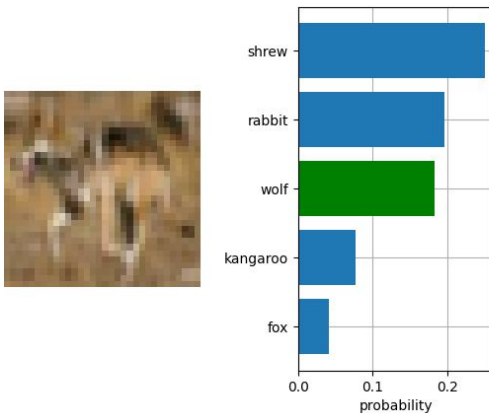 shrew
rabbit
wolf
kangaroo
fox
0.0 0.1 0.2
probability